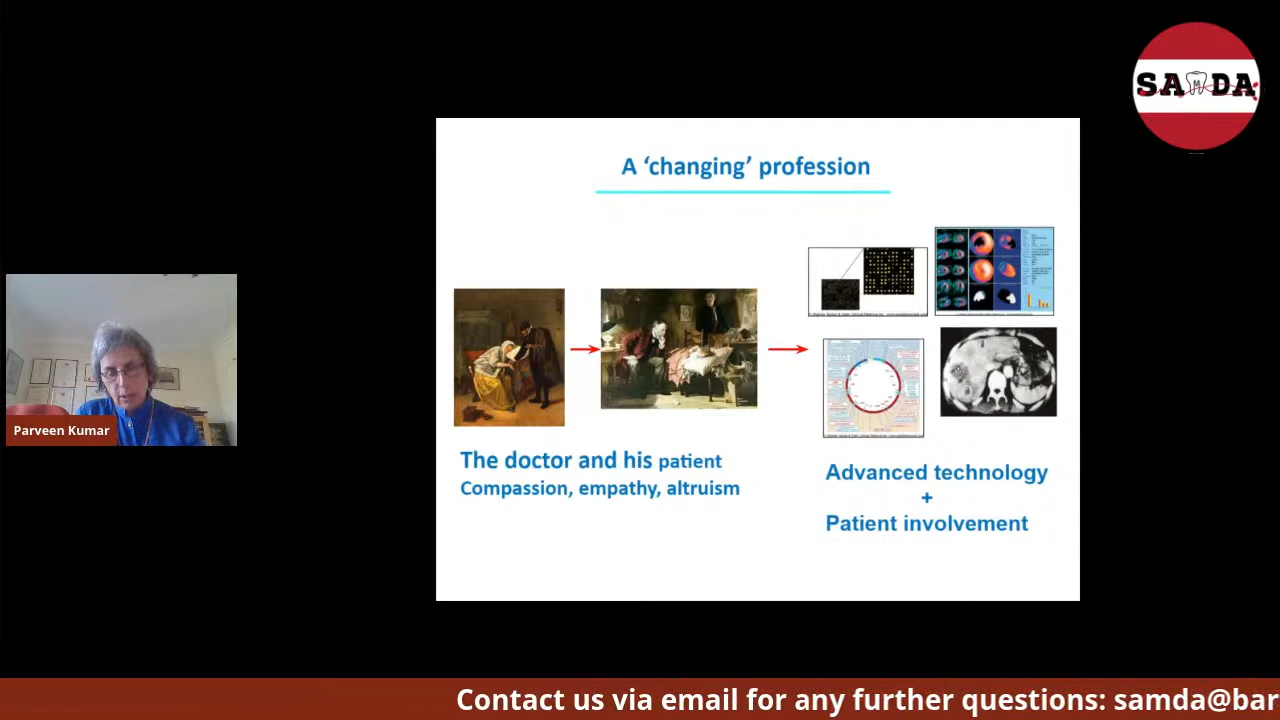 SAMDA
A ‘changing’ profession
Parveen Kumar
The doctor and his patient
Compassion, empathy, altruism
Advanced technology
+
Patient involvement
Contact us via email for any further questions: samda@bar